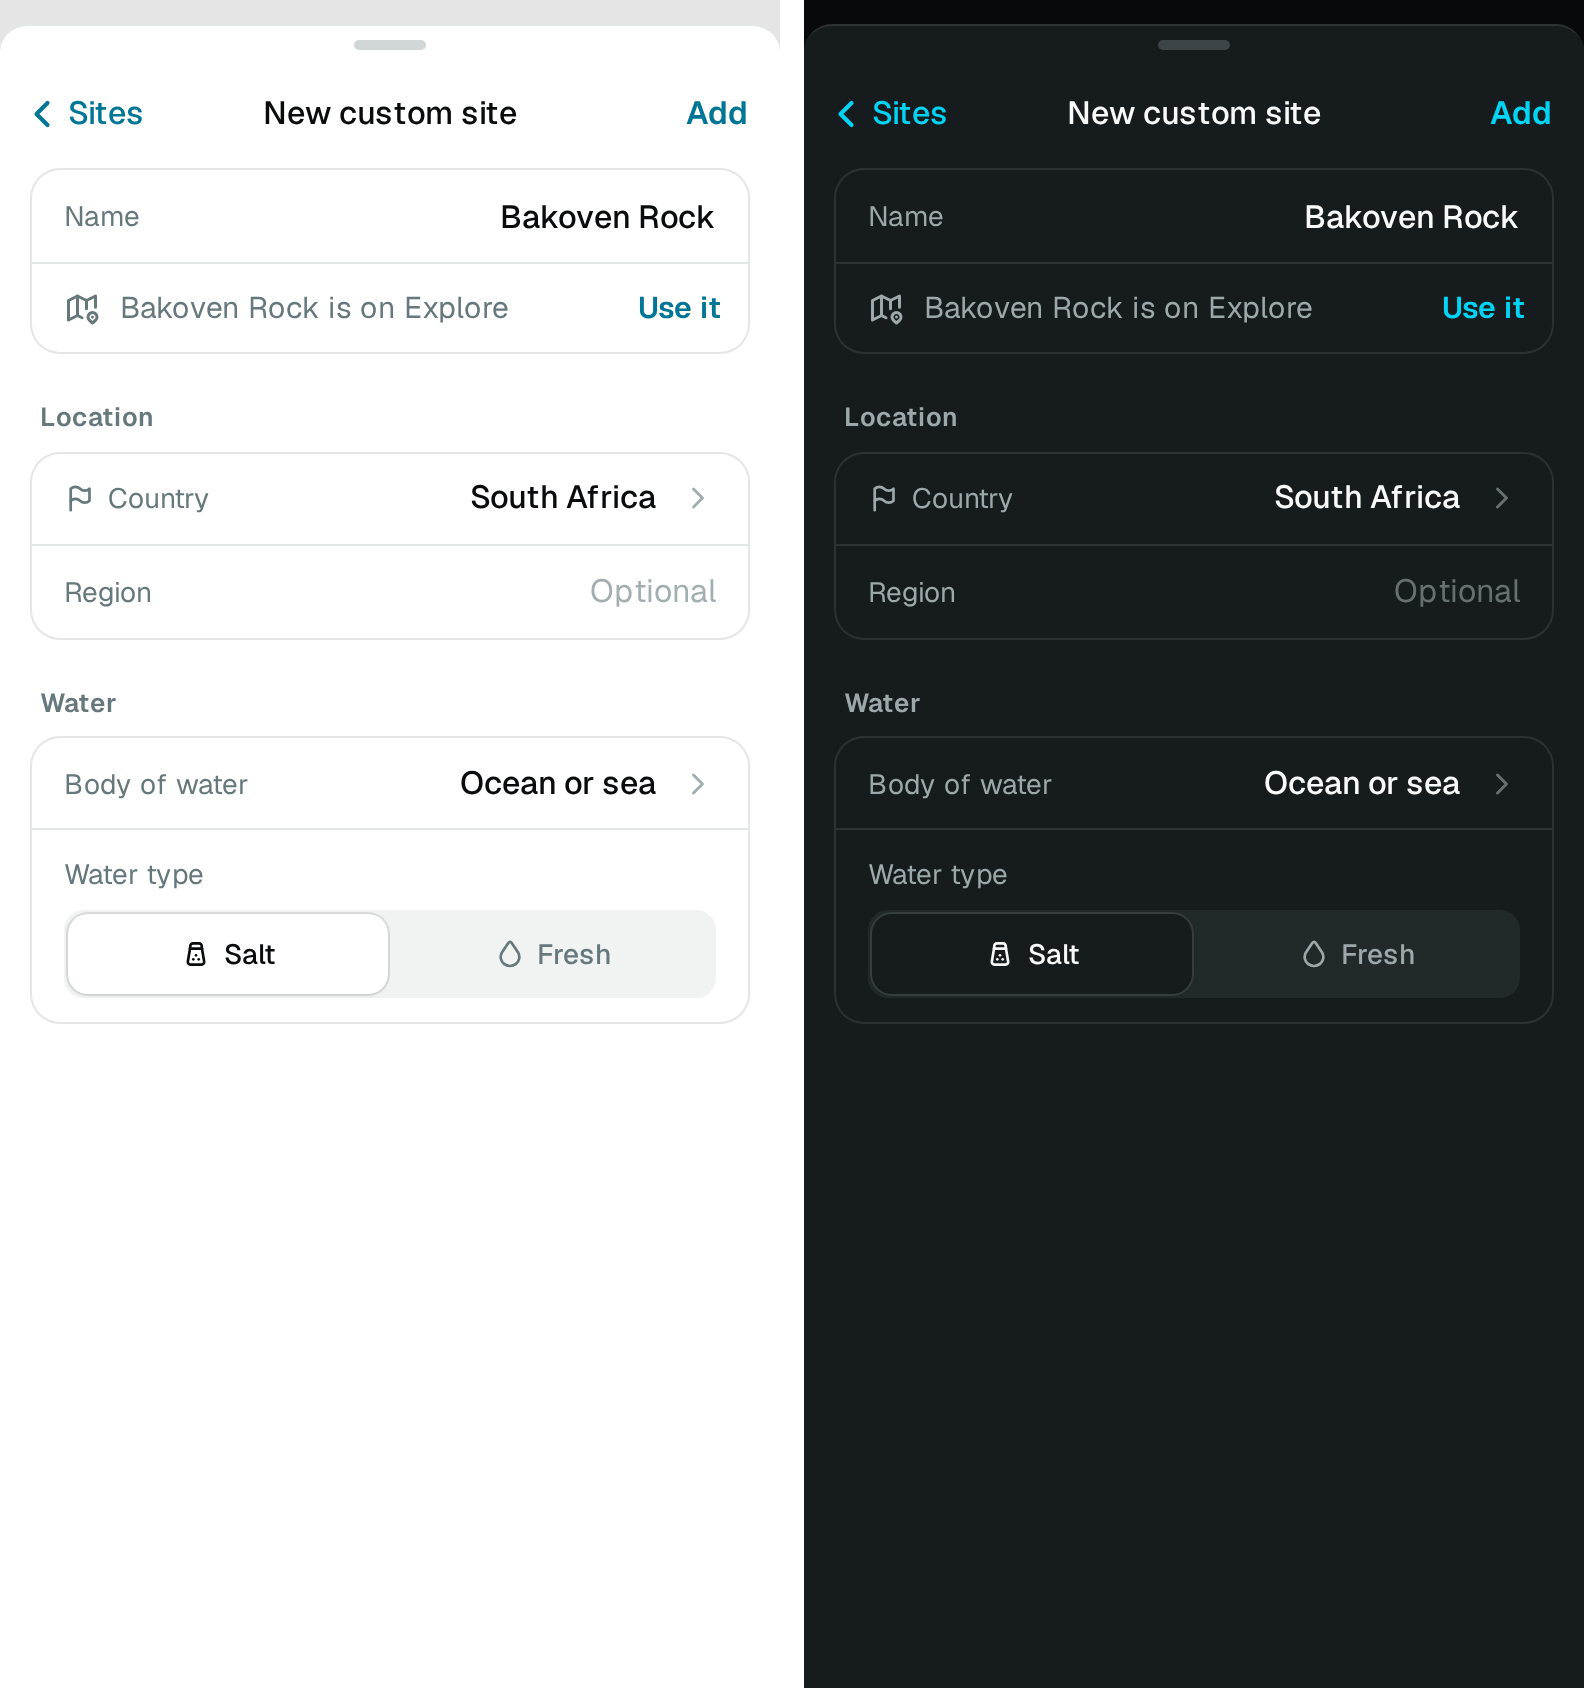 Sites
New custom site
Add
Name
Bakoven Rock
Bakoven Rock is on Explore
Use it
Location
Country
South Africa
Region
Optional
Water
Body of water
Ocean or sea
Water type
Salt
Fresh
Sites
New custom site
Add
Name
Bakoven Rock
Bakoven Rock is on Explore
Use it
Location
Country
South Africa
Region
Optional
Water
Body of water
Ocean or sea
Water type
Salt
Fresh